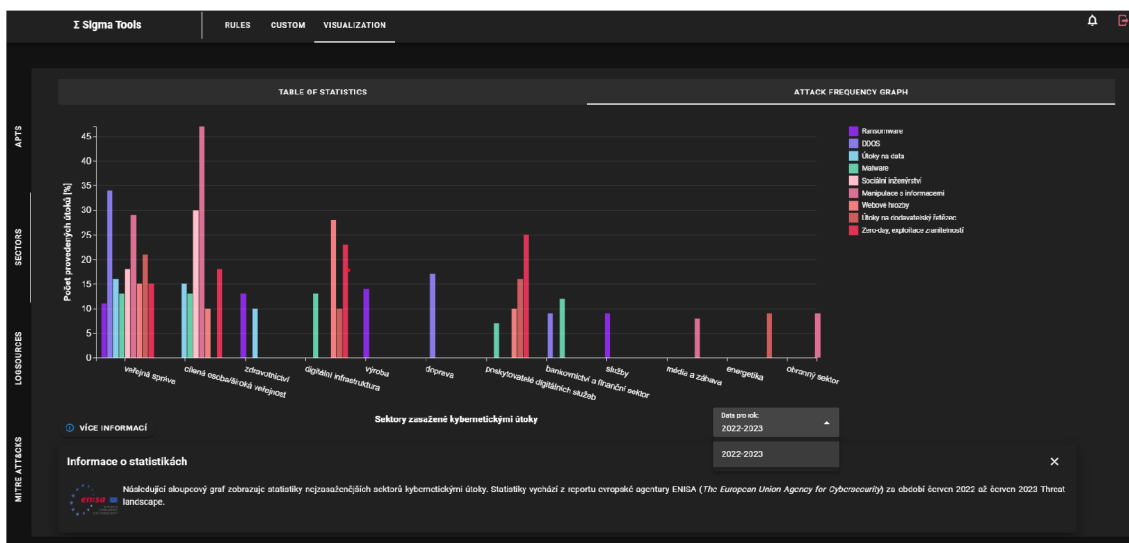 Σ Sigma Tools
RULES
CUSTOM
VISUALIZATION
APTS
SECTORS
LOGSOURCES
MITRE ATT&CKS
TABLE OF STATISTICS
ATTACK FREQUENCY GRAPH
Počet provedených útoků [%]
45
40
35
30
25
20
15
10
5
0
veřejná správa
cílená osoba/široká veřejnost
zdravotnictví
digitální infrastruktura
výroba
doprava
poskytovatelé digitálních služeb
bankovnictví a finanční sektor
služby
média a zábava
energetika
obranný sektor
Sektory zasažené kybernetickými útoky
Ransomware
DDOS
Útoky na data
Malware
Sociální inženýrství
Manipulace s informacemi
Webové hrozby
Útoky na dodavatelský řetězec
Zero-day, exploitace zranitelností
VÍCE INFORMACÍ
Data pro rok:
2022-2023
2022-2023
Informace o statistikách
enisa
Následující sloupcový graf zobrazuje statistiky nejzasaženějších sektorů kybernetickými útoky. Statistiky vychází z reportu evropské agentury ENISA (The European Union Agency for Cybersecurity) za období červen 2022 až červen 2023 Threat
landscape.